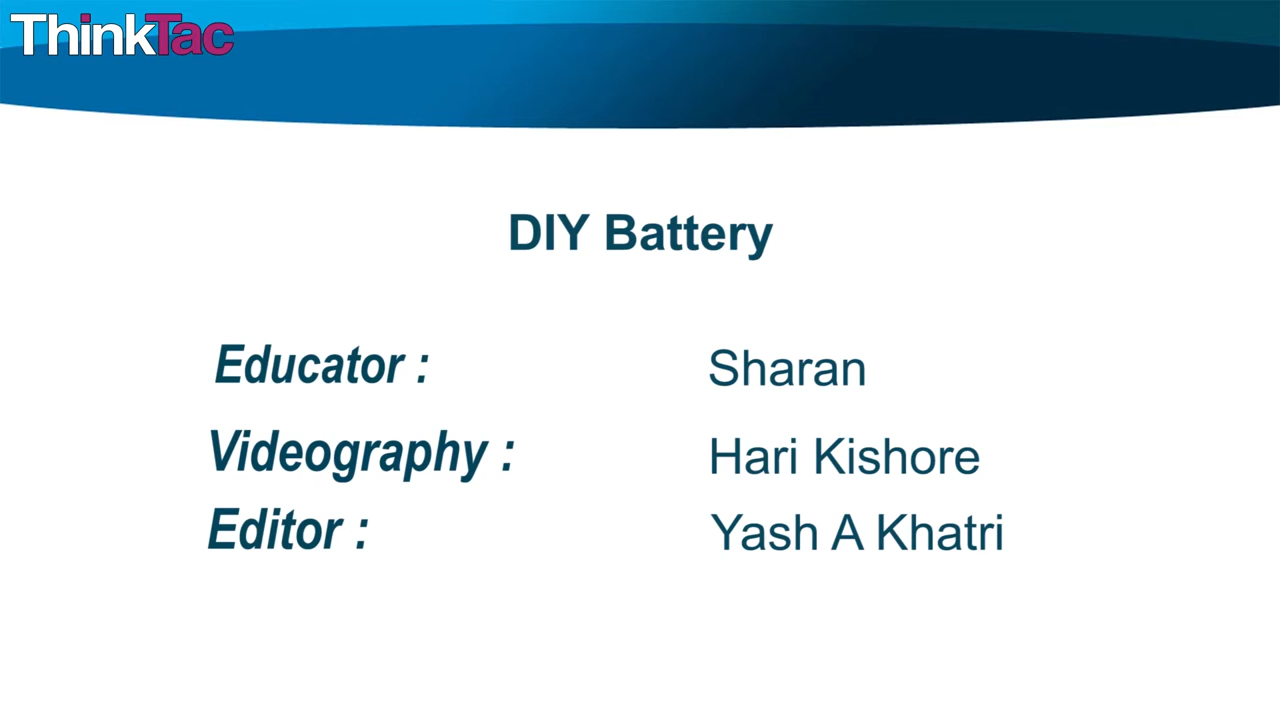 ThinkTac
DIY Battery
Educator : Sharan
Videography : Hari Kishore
Editor : Yash A Khatri